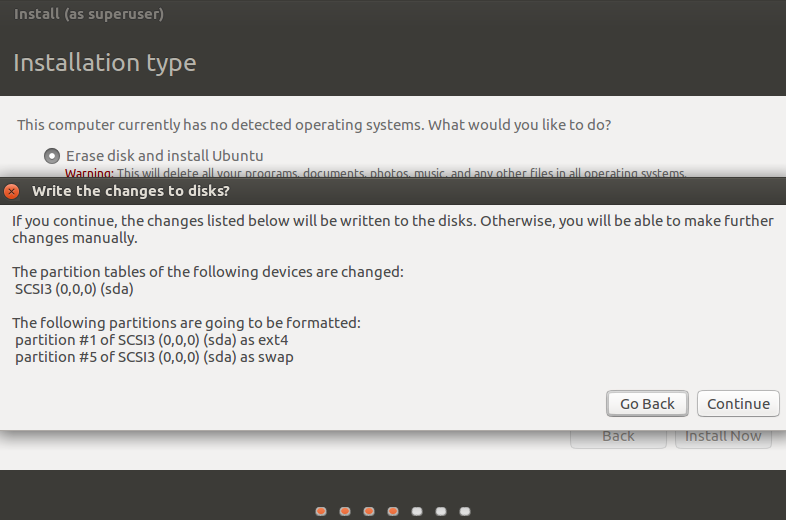 Install (as superuser)
Installation type
This computer currently has no detected operating systems. What would you like to do?
Erase disk and install Ubuntu
Warning: This will delete all your programs, documents, photos, music, and any other files in all operating systems.
Write the changes to disks?
If you continue, the changes listed below will be written to the disks. Otherwise, you will be able to make further
changes manually.
The partition tables of the following devices are changed:
SCSI3 (0,0,0) (sda)
The following partitions are going to be formatted:
partition #1 of SCSI3 (0,0,0) (sda) as ext4
partition #5 of SCSI3 (0,0,0) (sda) as swap
Go Back Continue
Back Install Now